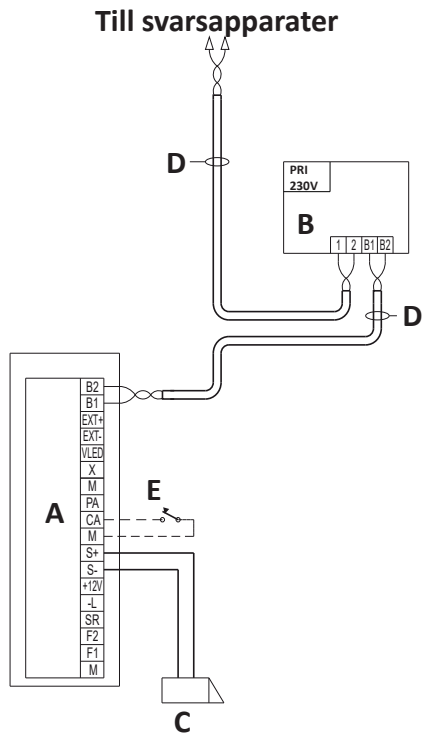 Till svarsapparater
D
PRI
230V
B
1 2 B1 B2
D
B2
B1
EXT+
EXT-
VLED
X
M
PA
E
A
CA
M
S+
S-
+12V
-L
SR
F2
F1
M
C